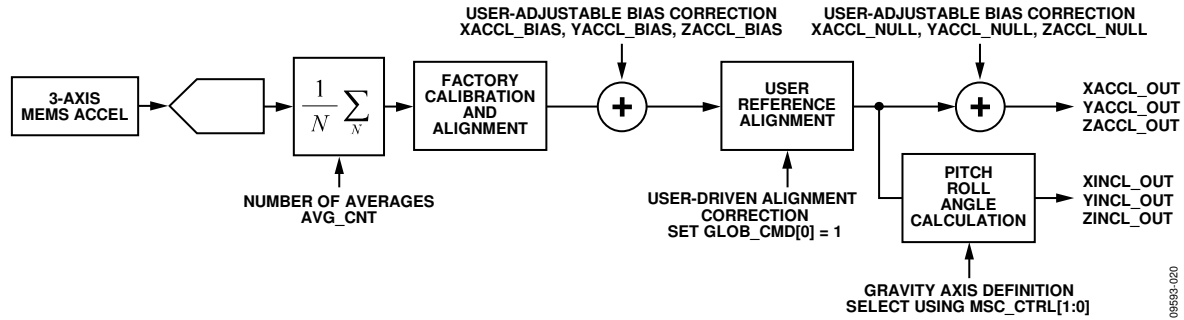 USER-ADJUSTABLE BIAS CORRECTION
XACCL_BIAS, YACCL_BIAS, ZACCL_BIAS
USER-ADJUSTABLE BIAS CORRECTION
XACCL_NULL, YACCL_NULL, ZACCL_NULL
3-AXIS
MEMS ACCEL
1
N
∑
N
FACTORY
CALIBRATION
AND
ALIGNMENT
+
USER
REFERENCE
ALIGNMENT
+
XACCL_OUT
YACCL_OUT
ZACCL_OUT
NUMBER OF AVERAGES
AVG_CNT
USER-DRIVEN ALIGNMENT
CORRECTION
SET GLOB_CMD[0] = 1
PITCH
ROLL
ANGLE
CALCULATION
XINCL_OUT
YINCL_OUT
ZINCL_OUT
GRAVITY AXIS DEFINITION
SELECT USING MSC_CTRL[1:0]
09593-020